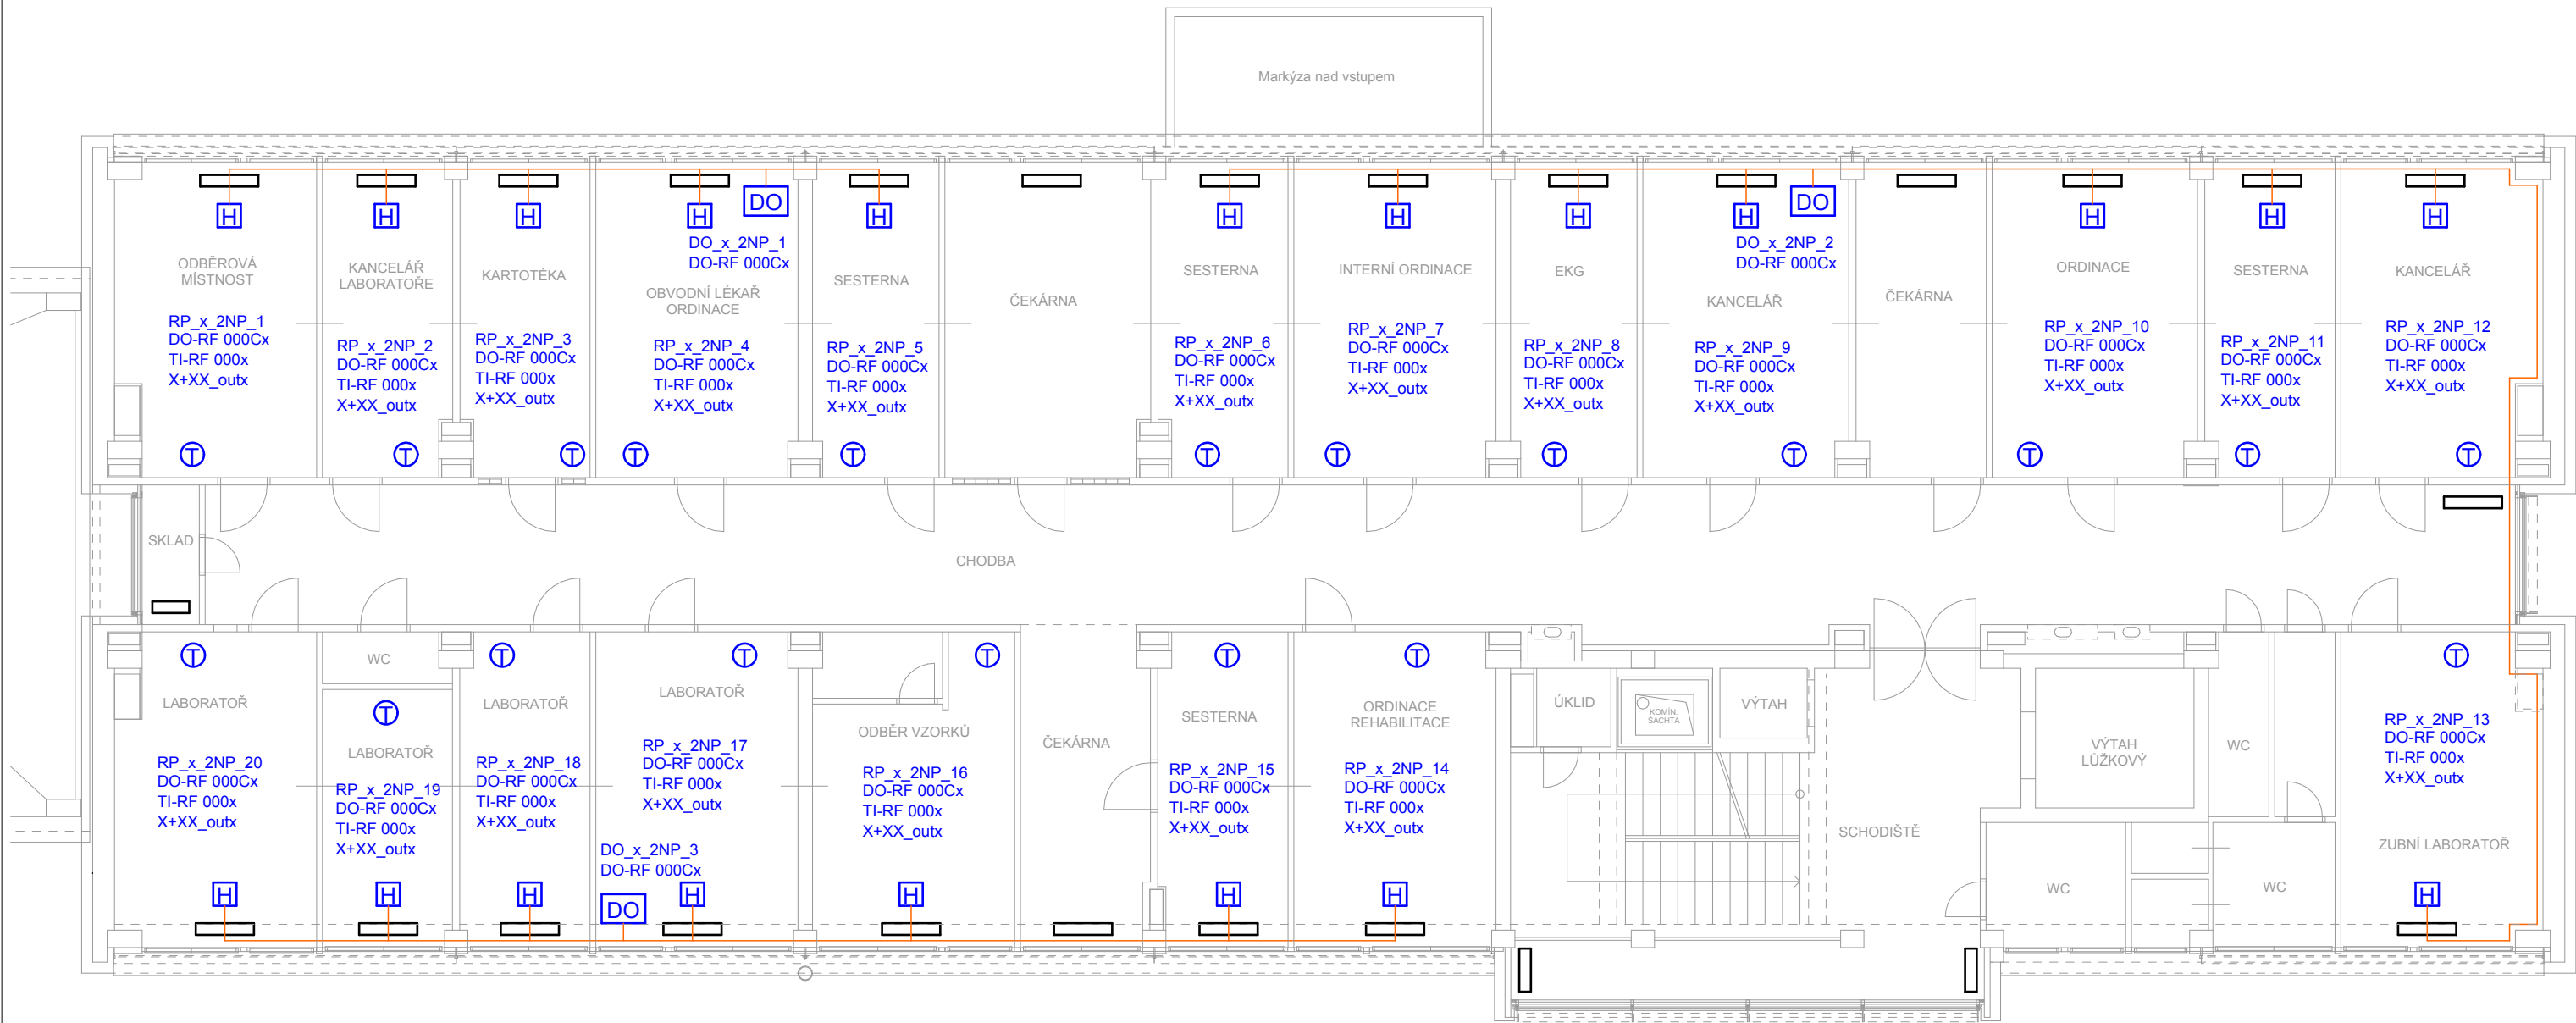 Markýza nad vstupem
H
H
H
H
DO
H
H
H
H
H
DO
H
H
H
DO_x_2NP_1
DO-RF 000Cx
DO_x_2NP_2
DO-RF 000Cx
ODBĚROVÁ
MÍSTNOST
KANCELÁŘ
LABORATOŘE
KARTOTÉKA
OBVODNÍ LÉKAŘ
ORDINACE
SESTERNA
ČEKÁRNA
SESTERNA
INTERNÍ ORDINACE
EKG
KANCELÁŘ
ČEKÁRNA
ORDINACE
SESTERNA
KANCELÁŘ
RP_x_2NP_1
DO-RF 000Cx
TI-RF 000x
X+XX_outx
RP_x_2NP_2
DO-RF 000Cx
TI-RF 000x
X+XX_outx
RP_x_2NP_3
DO-RF 000Cx
TI-RF 000x
X+XX_outx
RP_x_2NP_4
DO-RF 000Cx
TI-RF 000x
X+XX_outx
RP_x_2NP_5
DO-RF 000Cx
TI-RF 000x
X+XX_outx
RP_x_2NP_6
DO-RF 000Cx
TI-RF 000x
X+XX_outx
RP_x_2NP_7
DO-RF 000Cx
TI-RF 000x
X+XX_outx
RP_x_2NP_8
DO-RF 000Cx
TI-RF 000x
X+XX_outx
RP_x_2NP_9
DO-RF 000Cx
TI-RF 000x
X+XX_outx
RP_x_2NP_10
DO-RF 000Cx
TI-RF 000x
X+XX_outx
RP_x_2NP_11
DO-RF 000Cx
TI-RF 000x
X+XX_outx
RP_x_2NP_12
DO-RF 000Cx
TI-RF 000x
X+XX_outx
T
T
T
T
T
T
T
T
T
T
T
T
SKLAD
CHODBA
T
WC
T
T
T
T
T
T
T
LABORATOŘ
LABORATOŘ
LABORATOŘ
LABORATOŘ
ODBĚR VZORKŮ
ČEKÁRNA
SESTERNA
ORDINACE
REHABILITACE
ÚKLID
KOMÍN.
ŠACHTA
VÝTAH
VÝTAH
LŮŽKOVÝ
WC
RP_x_2NP_20
DO-RF 000Cx
TI-RF 000x
X+XX_outx
RP_x_2NP_19
DO-RF 000Cx
TI-RF 000x
X+XX_outx
RP_x_2NP_18
DO-RF 000Cx
TI-RF 000x
X+XX_outx
RP_x_2NP_17
DO-RF 000Cx
TI-RF 000x
X+XX_outx
RP_x_2NP_16
DO-RF 000Cx
TI-RF 000x
X+XX_outx
RP_x_2NP_15
DO-RF 000Cx
TI-RF 000x
X+XX_outx
RP_x_2NP_14
DO-RF 000Cx
TI-RF 000x
X+XX_outx
RP_x_2NP_13
DO-RF 000Cx
TI-RF 000x
X+XX_outx
SCHODIŠTĚ
ZUBNÍ LABORATOŘ
DO_x_2NP_3
DO-RF 000Cx
WC
WC
H
H
H
DO
H
H
H
H
H